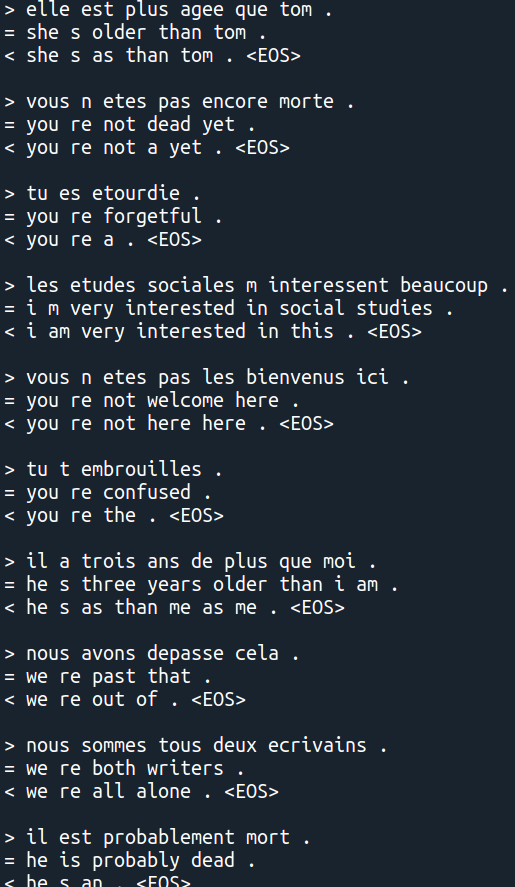 > elle est plus agee que tom .
= she s older than tom .
< she s as than tom . <EOS>

> vous n etes pas encore morte .
= you re not dead yet .
< you re not a yet . <EOS>

> tu es etourdie .
= you re forgetful .
< you re a . <EOS>

> les etudes sociales m interessent beaucoup .
= i m very interested in social studies .
< i am very interested in this . <EOS>

> vous n etes pas les bienvenus ici .
= you re not welcome here .
< you re not here here . <EOS>

> tu t embrouilles .
= you re confused .
< you re the . <EOS>

> il a trois ans de plus que moi .
= he s three years older than i am .
< he s as than me as me . <EOS>

> nous avons depasse cela .
= we re past that .
< we re out of . <EOS>

> nous sommes tous deux ecrivains .
= we re both writers .
< we re all alone . <EOS>

> il est probablement mort .
= he is probably dead .
< he s an . <EOS>